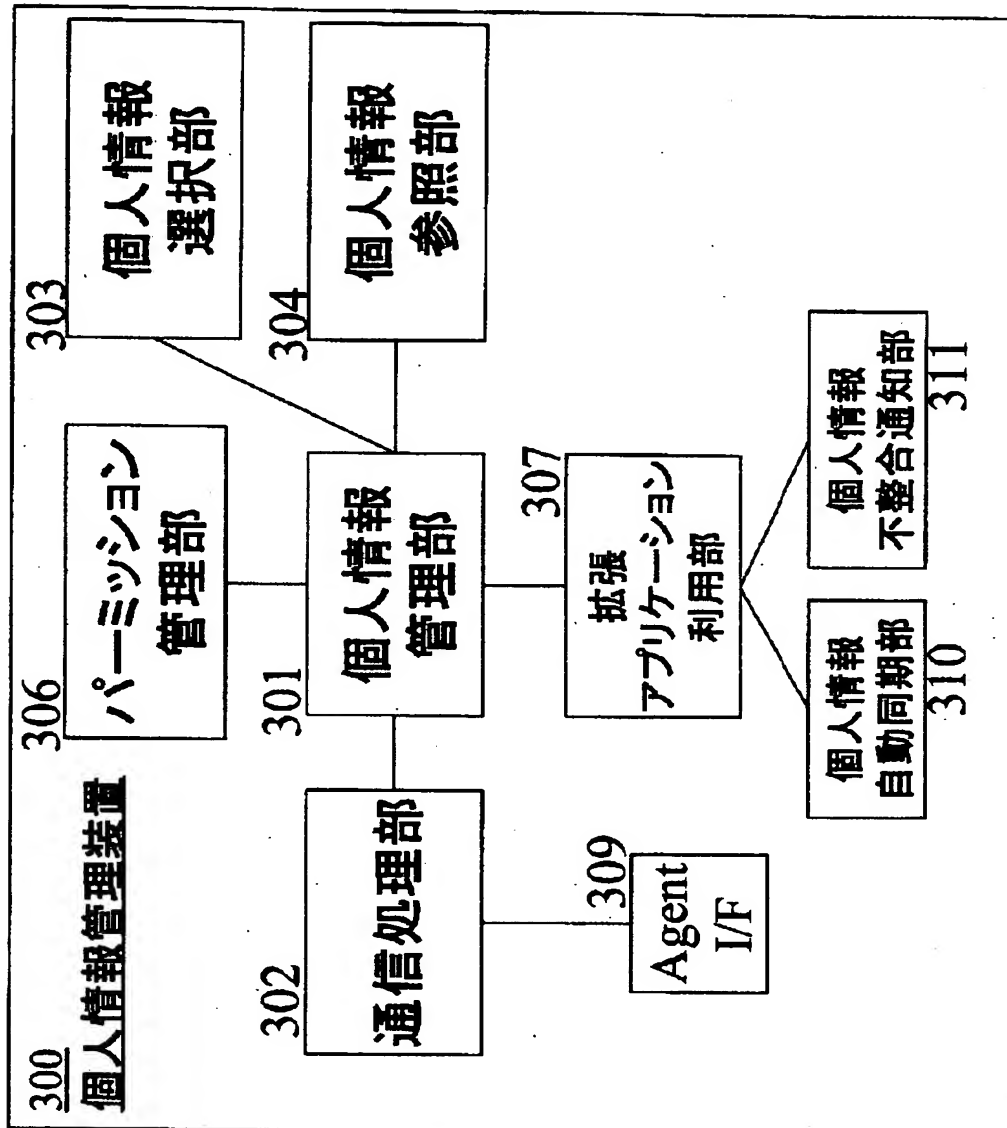 300
個人情報管理装置
306
パーミッション
管理部
303
個人情報
選択部
302
通信処理部
301
個人情報
管理部
304
個人情報
参照部
309
Agent
I/F
307
拡張
アプリケーション
利用部
個人情報
自動同期部
310
個人情報
不整合通知部
311